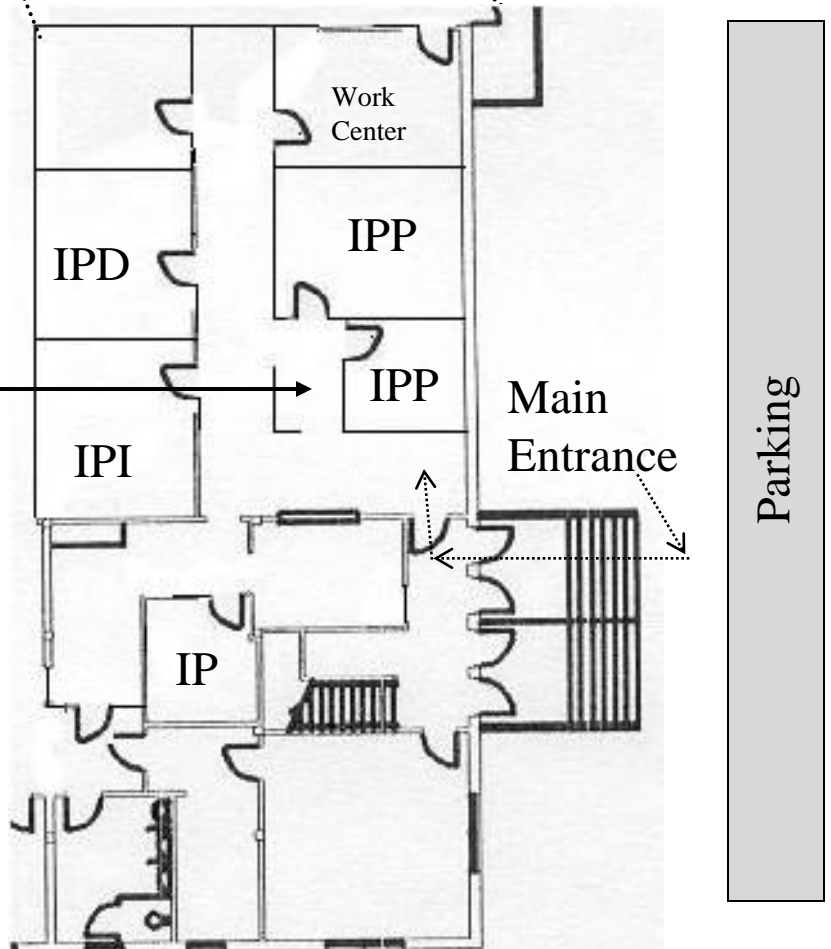 Work
Center
IPD
IPP
IPP
Main
Entrance
Parking
IPI
IP